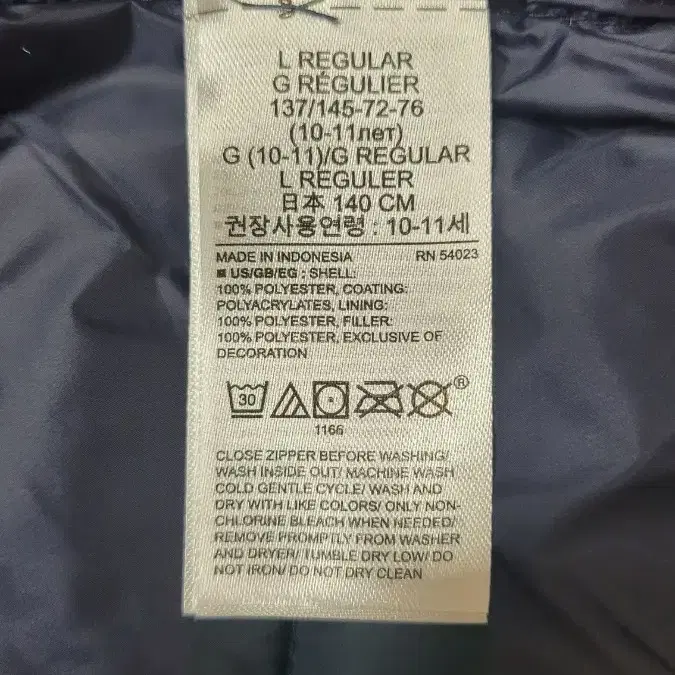 L REGULAR
G RÉGULIER
137/145-72-76
(10-11лет)
G (10-11)/G REGULAR
L REGULER
日本 140 CM
권장사용연령 : 10-11세
MADE IN INDONESIA RN 54023
■ US/GB/EG : SHELL:
100% POLYESTER, COATING:
POLYACRYLATES, LINING:
100% POLYESTER, FILLER:
100% POLYESTER, EXCLUSIVE OF
DECORATION
30 ®
1166
CLOSE ZIPPER BEFORE WASHING/
WASH INSIDE OUT/ MACHINE WASH
COLD GENTLE CYCLE/ WASH AND
DRY WITH LIKE COLORS/ ONLY NON-
CHLORINE BLEACH WHEN NEEDED/
REMOVE PROMPTLY FROM WASHER
AND DRYER/ TUMBLE DRY LOW/ DO
NOT IRON/ DO NOT DRY CLEAN